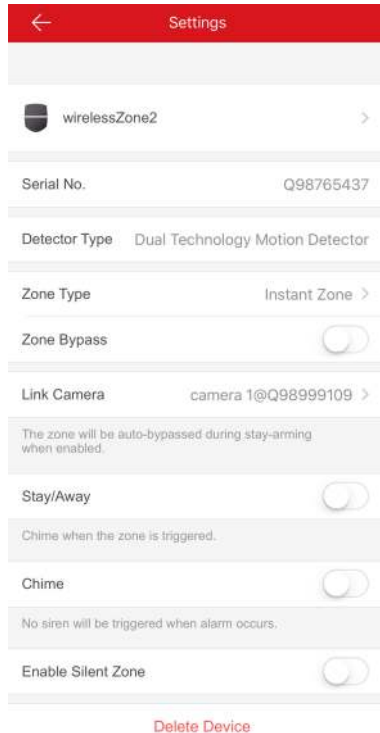 Settings
wirelessZone2
Serial No. Q98765437
Detector Type Dual Technology Motion Detector
Zone Type Instant Zone
Zone Bypass
Link Camera camera 1@Q98999109
The zone will be auto-bypassed during stay-arming
when enabled.
Stay/Away
Chime when the zone is triggered.
Chime
No siren will be triggered when alarm occurs.
Enable Silent Zone
Delete Device